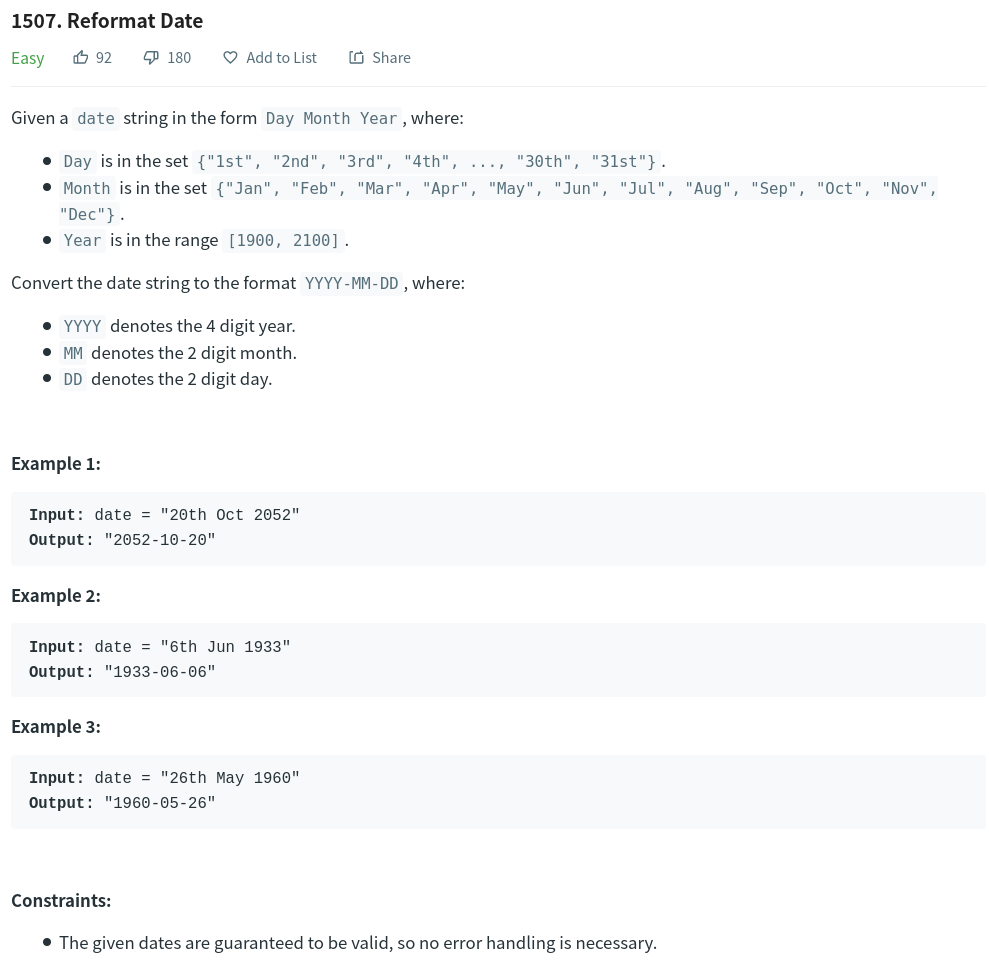 1507. Reformat Date
Easy 92 180 Add to List Share
Given a date string in the form Day Month Year, where:
Day is in the set {"1st", "2nd", "3rd", "4th", ..., "30th", "31st"}.
Month is in the set {"Jan", "Feb", "Mar", "Apr", "May", "Jun", "Jul", "Aug", "Sep", "Oct", "Nov",
"Dec"}.
Year is in the range [1900, 2100].
Convert the date string to the format YYYY-MM-DD, where:
YYYY denotes the 4 digit year.
MM denotes the 2 digit month.
DD denotes the 2 digit day.
Example 1:
Input: date = "20th Oct 2052"
Output: "2052-10-20"
Example 2:
Input: date = "6th Jun 1933"
Output: "1933-06-06"
Example 3:
Input: date = "26th May 1960"
Output: "1960-05-26"
Constraints:
The given dates are guaranteed to be valid, so no error handling is necessary.